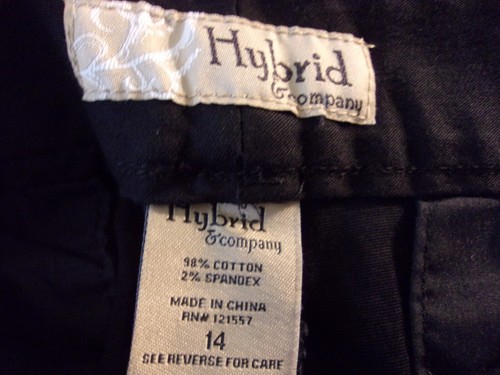 Hybrid
& company
Hybrid
& company
98% COTTON
2% SPANDEX
MADE IN CHINA
RN# 121557
14
SEE REVERSE FOR CARE